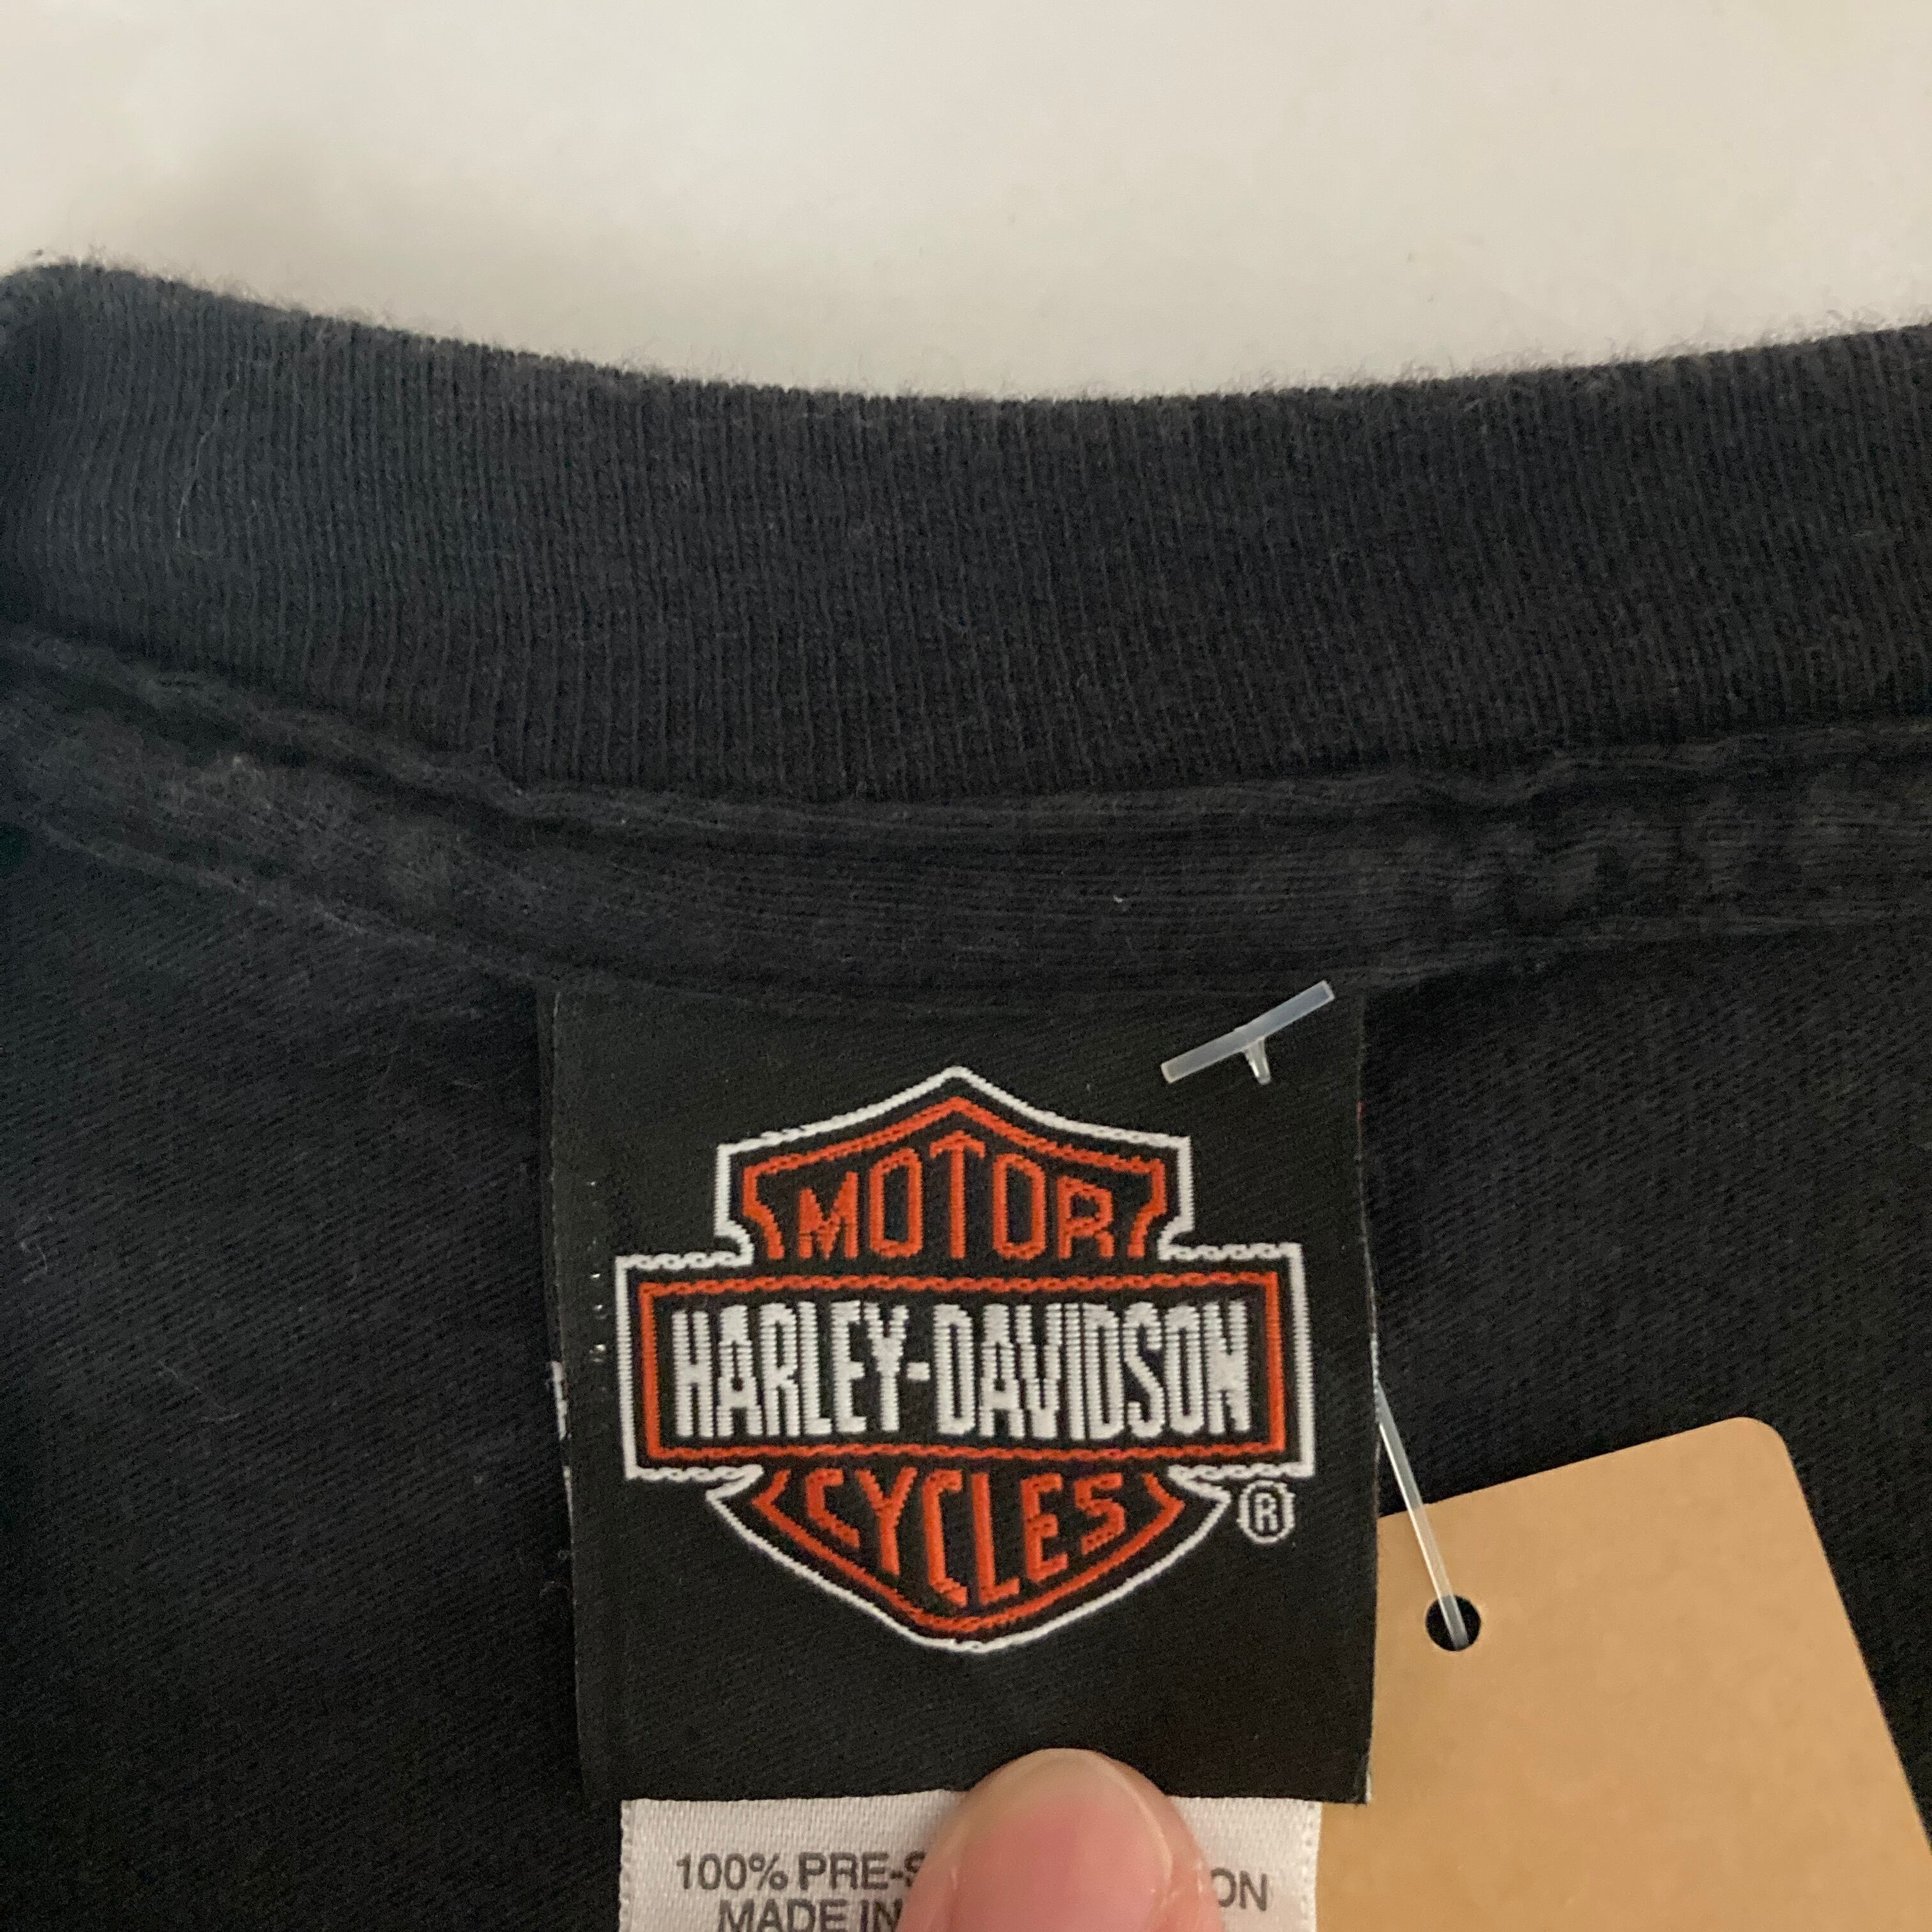 MOTOR
HARLEY-DAVIDSON
CYCLES
®
100% PRE-S ON
MADE IN